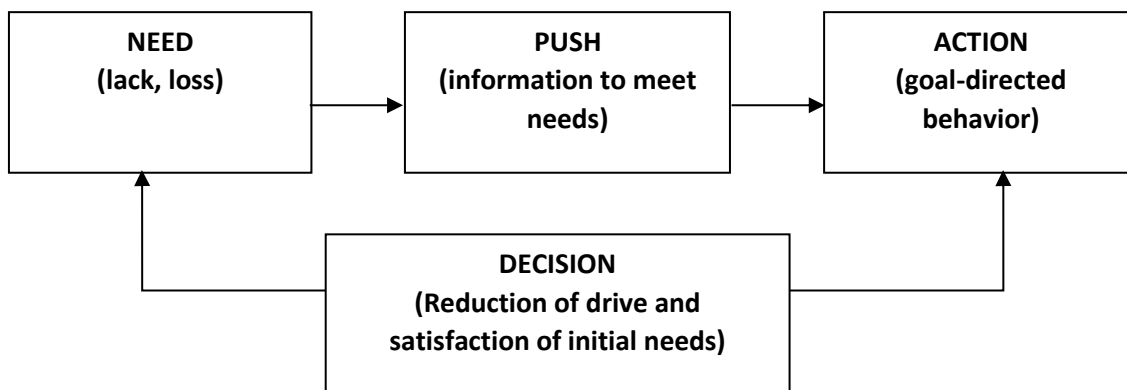 NEED
(lack, loss)
PUSH
(information to meet
needs)
ACTION
(goal-directed
behavior)
DECISION
(Reduction of drive and
satisfaction of initial needs)